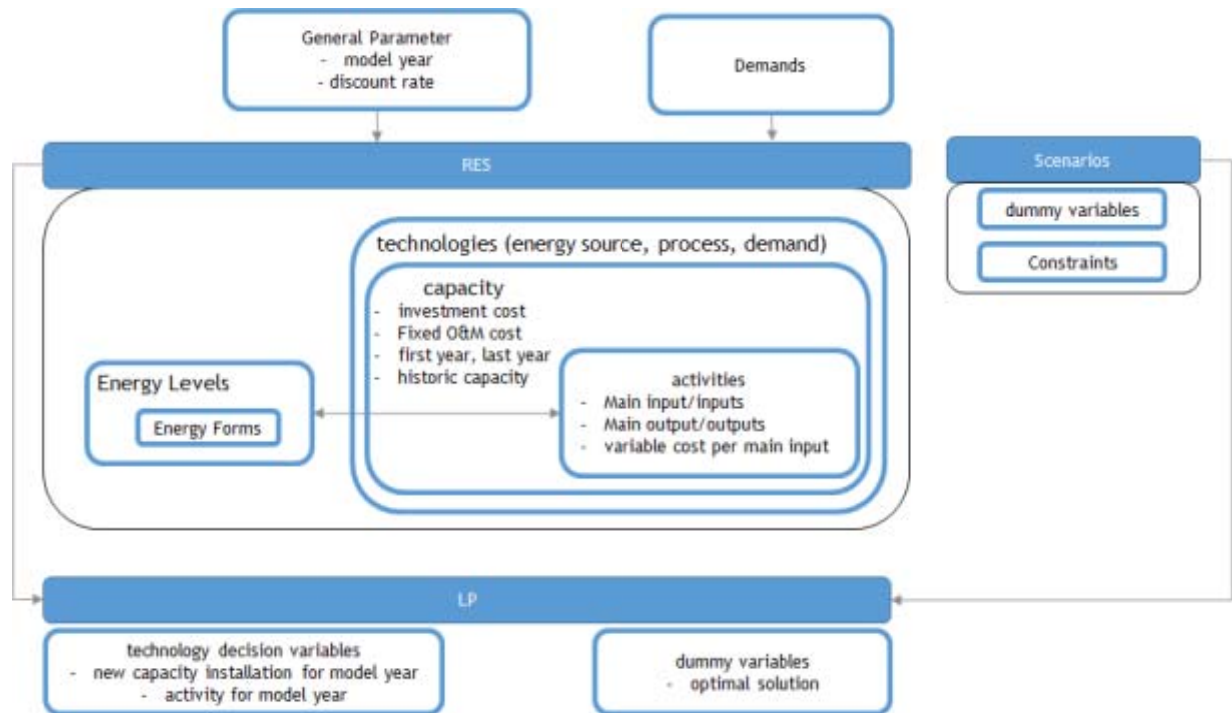 General Parameter
- model year
- discount rate
Demands
RES
Scenarios
dummy variables
Constraints
technologies (energy source, process, demand)
capacity
- investment cost
- Fixed O&M cost
- first year, last year
- historic capacity
Energy Levels
Energy Forms
activities
- Main input/inputs
- Main output/outputs
- variable cost per main input
LP
technology decision variables
- new capacity installation for model year
- activity for model year
dummy variables
- optimal solution